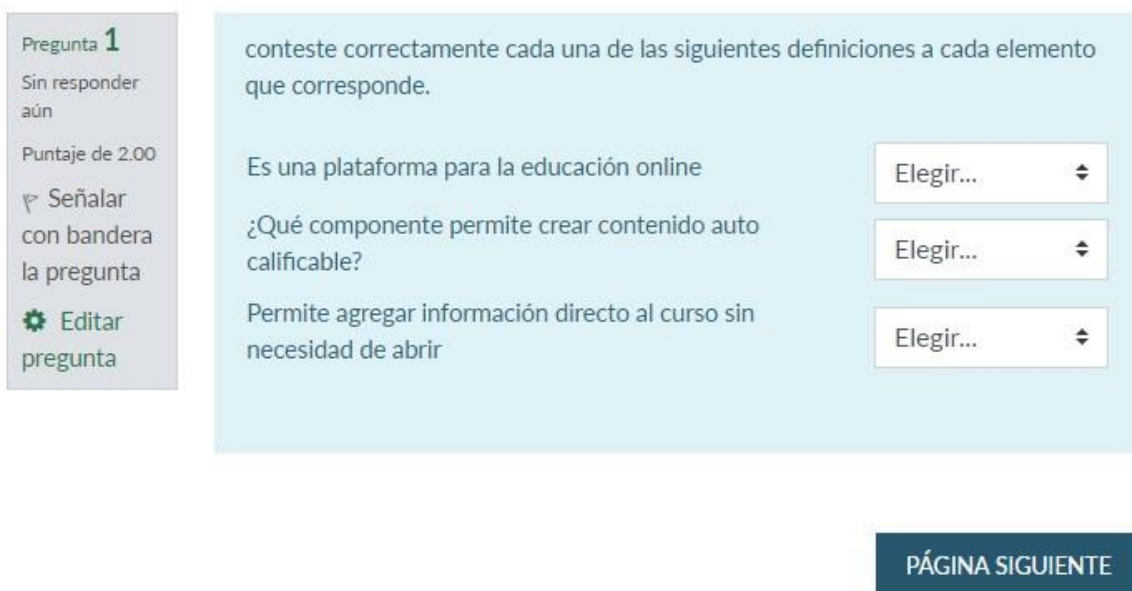 Pregunta 1
Sin responder
aún
Puntaje de 2.00
Señalar
con bandera
la pregunta
Editar
pregunta
conteste correctamente cada una de las siguientes definiciones a cada elemento
que corresponde.
Es una plataforma para la educación online
Elegir...
¿Qué componente permite crear contenido auto
calificable?
Elegir...
Permite agregar información directo al curso sin
necesidad de abrir
Elegir...
PÁGINA SIGUIENTE